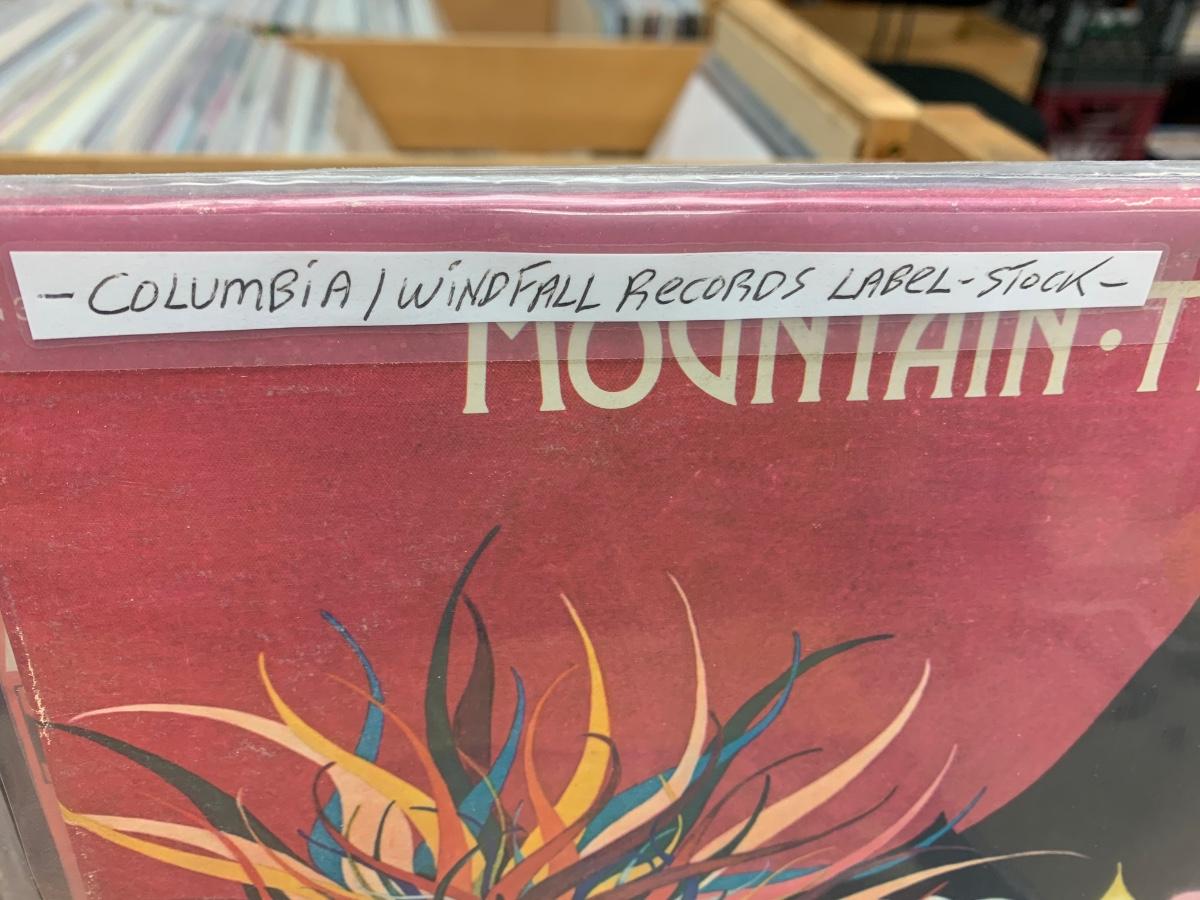 - COLUMBiA / WiNDFALL RECORDS LABEL-STOCK -
MOUNTAIN • T